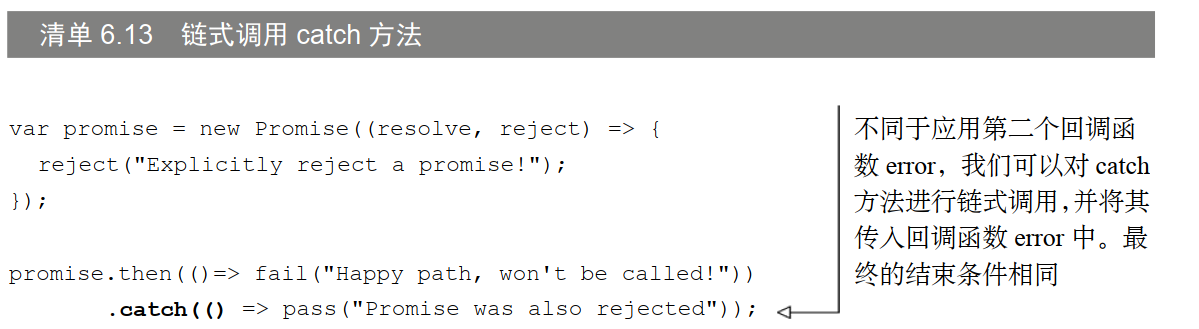 清单 6.13 链式调用 catch 方法
var promise = new Promise((resolve, reject) => {
  reject("Explicitly reject a promise!");
});
promise.then(()=> fail("Happy path, won't be called!"))
       .catch(() => pass("Promise was also rejected"));
不同于应用第二个回调函
数 error，我们可以对 catch
方法进行链式调用，并将其
传入回调函数 error 中。最
终的结束条件相同